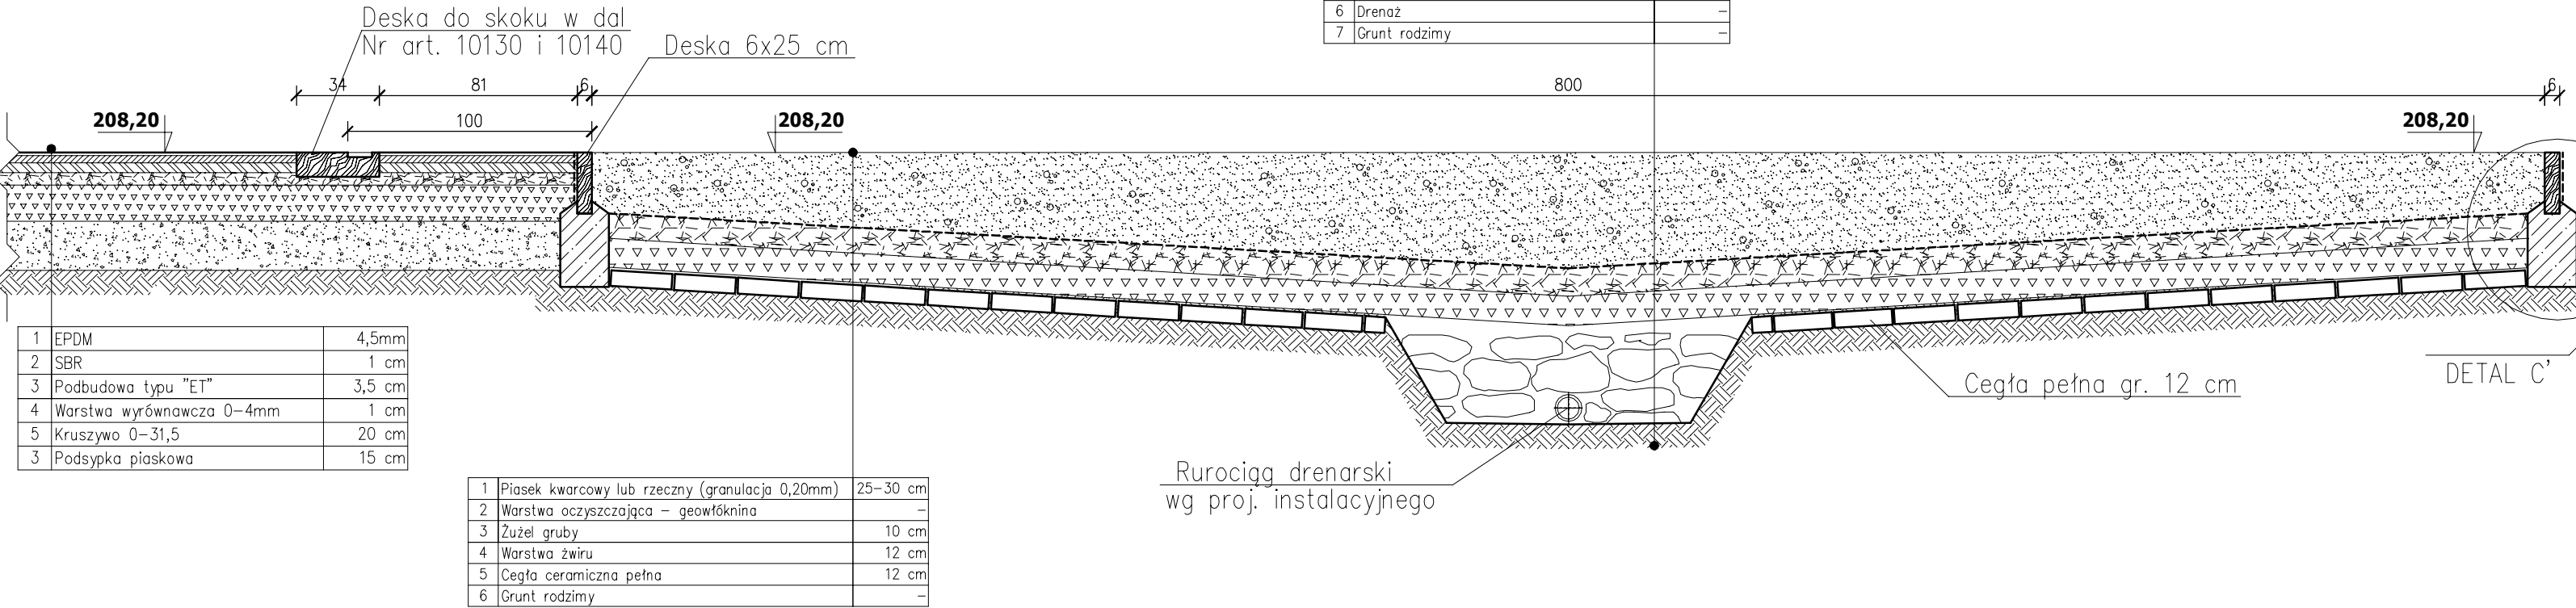 6 Drenaż –
7 Grunt rodzimy –
Deska do skoku w dal
Nr art. 10130 i 10140
Deska 6x25 cm
34 81 6 800 6
208,20 100 208,20 208,20
1 EPDM 4,5mm
2 SBR 1 cm
3 Podbudowa typu "ET" 3,5 cm
4 Warstwa wyrównawcza 0-4mm 1 cm
5 Kruszywo 0-31,5 20 cm
3 Podsypka piaskowa 15 cm
DETAL C'
Cegła pełna gr. 12 cm
Rurociąg drenarski
wg proj. instalacyjnego
1 Piasek kwarcowy lub rzeczny (granulacja 0,20mm) 25-30 cm
2 Warstwa oczyszczająca – geowłóknina –
3 Żużel gruby 10 cm
4 Warstwa żwiru 12 cm
5 Cegła ceramiczna pełna 12 cm
6 Grunt rodzimy –